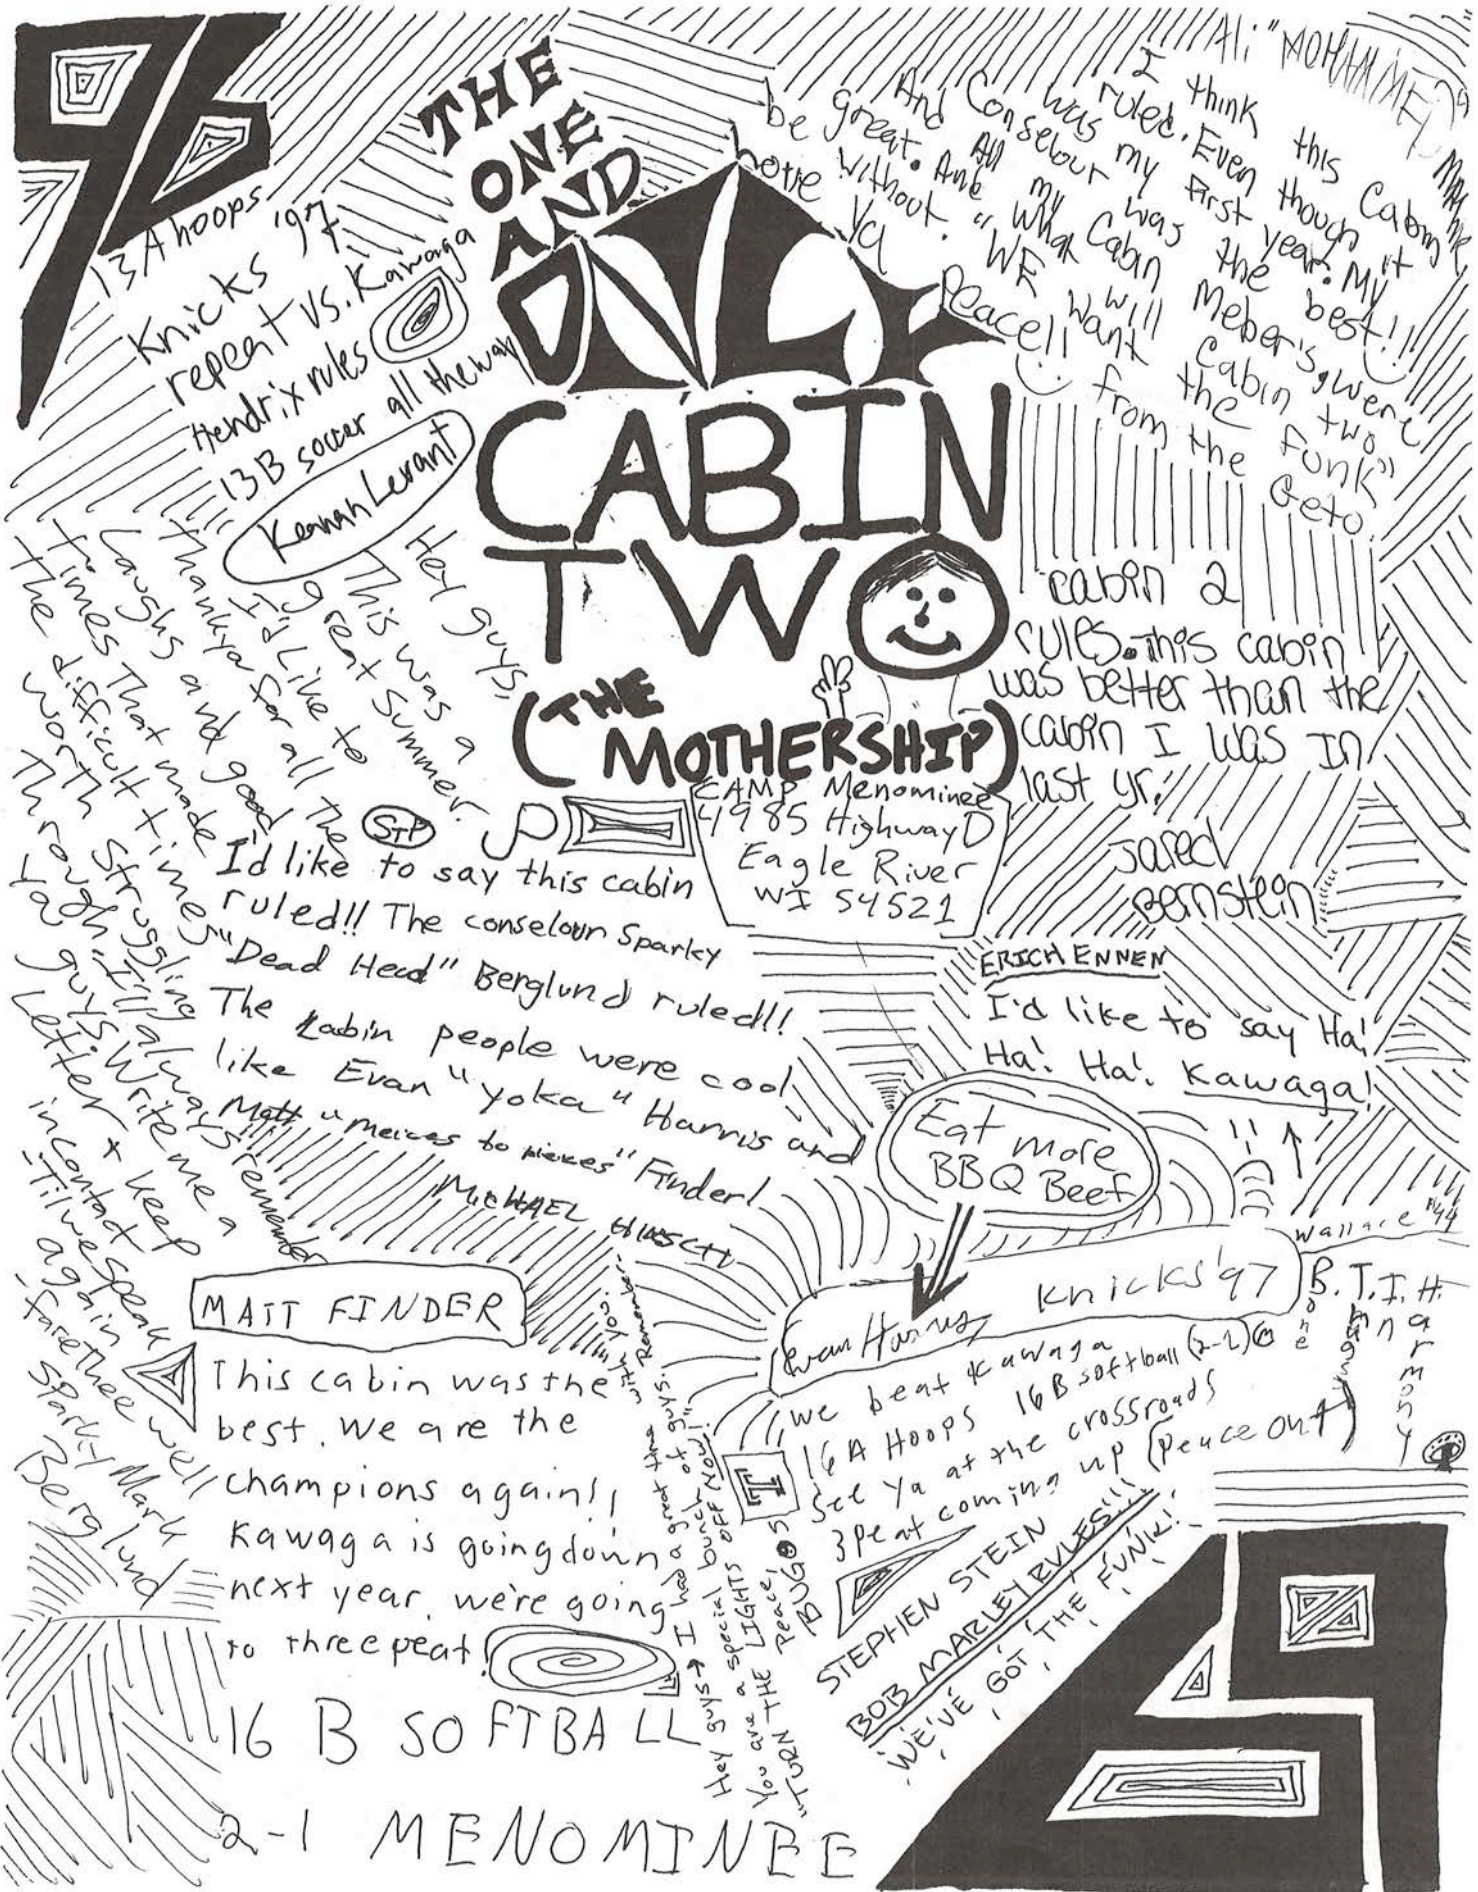 96
THE
ONE
AND
ONLY
CABIN
TWO
(THE
MOTHERSHIP)
CAMP Menominee
4985 Highway D
Eagle River
WI 54521
13A hoops
Knicks '97
repeat vs. Kawaga
Hendrix rules
13B soccer all the way
Keenan Lerant
Ali "MOHAMMED"
I think this Cabin
ruled. Even though it
was my first year. My
Conselour was the best!!
And All my Cabin Meber's, were
be great. And What will Cabin two"
Without. "WE Want the Funk"
Peace!! from the Geto
cabin 2
rules. This cabin
was better than the
cabin I was in
last yr.
Jared
Bernstein
Hey guys,
This was a
great summer.
I'd Like to
thankya for all the
Laughs and good
times That made
the difficult times
worth struggling
through. I'll always remember
ya guys. Write me a
Letter + keep
in contact
-Til we speak
again
-fare thee well
Sparky Mark
Berglund
STP
I'd like to say this cabin
ruled!! The conselour Sparky
"Dead Head" Berglund ruled!!
The cabin people were cool
like Evan "Yoka" Harris and
Matt "meices to pieces" Finder!
MICHAEL HIRSCH
ERICH ENNEN
I'd like to say Ha!
Ha! Ha! Kawaga!
Eat more
BBQ Beef
MATT FINDER
This cabin was the
best. We are the
champions again!,
Kawaga is going down
next year. we're going
to threepeat!
16 B SOFTBALL
2-1 MENOMINEE
Hey guys → I had a great time with you.
You are a special bunch of guys. Remember
"TURN THE LIGHTS OFF NOW!"
Peace,
BUGS
Wallace #44
Evan Harris
Knicks '97
B.T.I.H.
one
armony
we beat Kawaga
16A Hoops 16B softball (2-1)
See ya at the crossroads
3peat coming up (Peace Out)
STEPHEN STEIN
BOB MARLEY RULES!!!
WE'VE GOT THE FUNK!